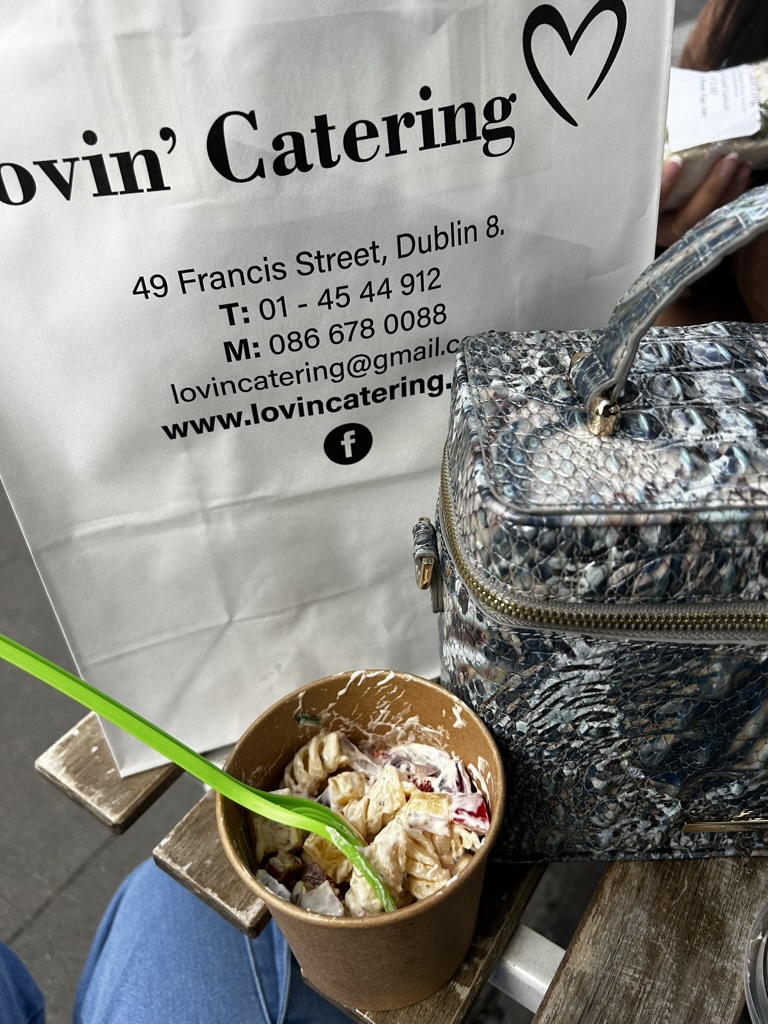 ovin' Catering
49 Francis Street, Dublin 8.
T: 01 - 45 44 912
M: 086 678 0088
lovincatering@gmail.c
www.lovincatering.
f